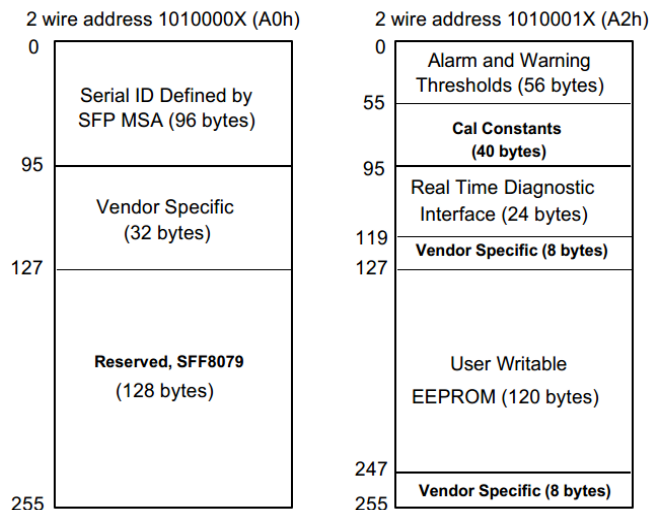 2 wire address 1010000X (A0h)
0
Serial ID Defined by
SFP MSA (96 bytes)
95
Vendor Specific
(32 bytes)
127
Reserved, SFF8079
(128 bytes)
255
2 wire address 1010001X (A2h)
0
Alarm and Warning
Thresholds (56 bytes)
55
Cal Constants
(40 bytes)
95
Real Time Diagnostic
Interface (24 bytes)
119
Vendor Specific (8 bytes)
127
User Writable
EEPROM (120 bytes)
247
Vendor Specific (8 bytes)
255